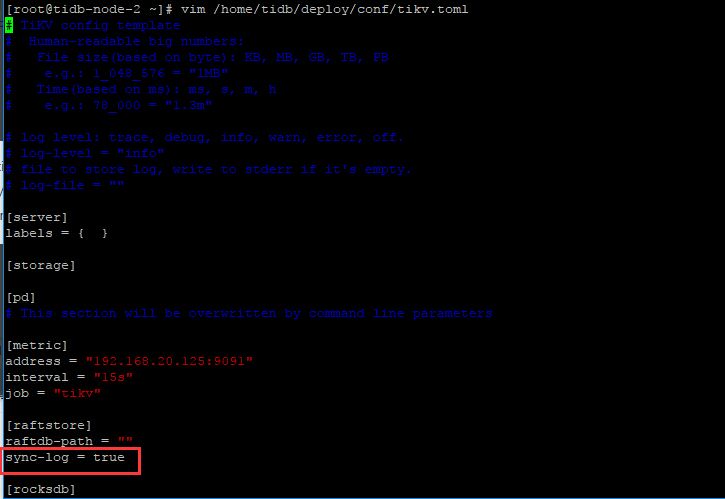 [root@tidb-node-2 ~]# vim /home/tidb/deploy/conf/tikv.toml
# TiKV config template
#  Human-readable big numbers:
#   File size(based on byte): KB, MB, GB, TB, PB
#    e.g.: 1_048_576 = "1MB"
#   Time(based on ms): ms, s, m, h
#    e.g.: 78_000 = "1.3m"
# log level: trace, debug, info, warn, error, off.
# log-level = "info"
# file to store log, write to stderr if it's empty.
# log-file = ""
[server]
labels = {  }
[storage]
[pd]
# This section will be overwritten by command line parameters
[metric]
address = "192.168.20.125:9091"
interval = "15s"
job = "tikv"
[raftstore]
raftdb-path = ""
sync-log = true
[rocksdb]